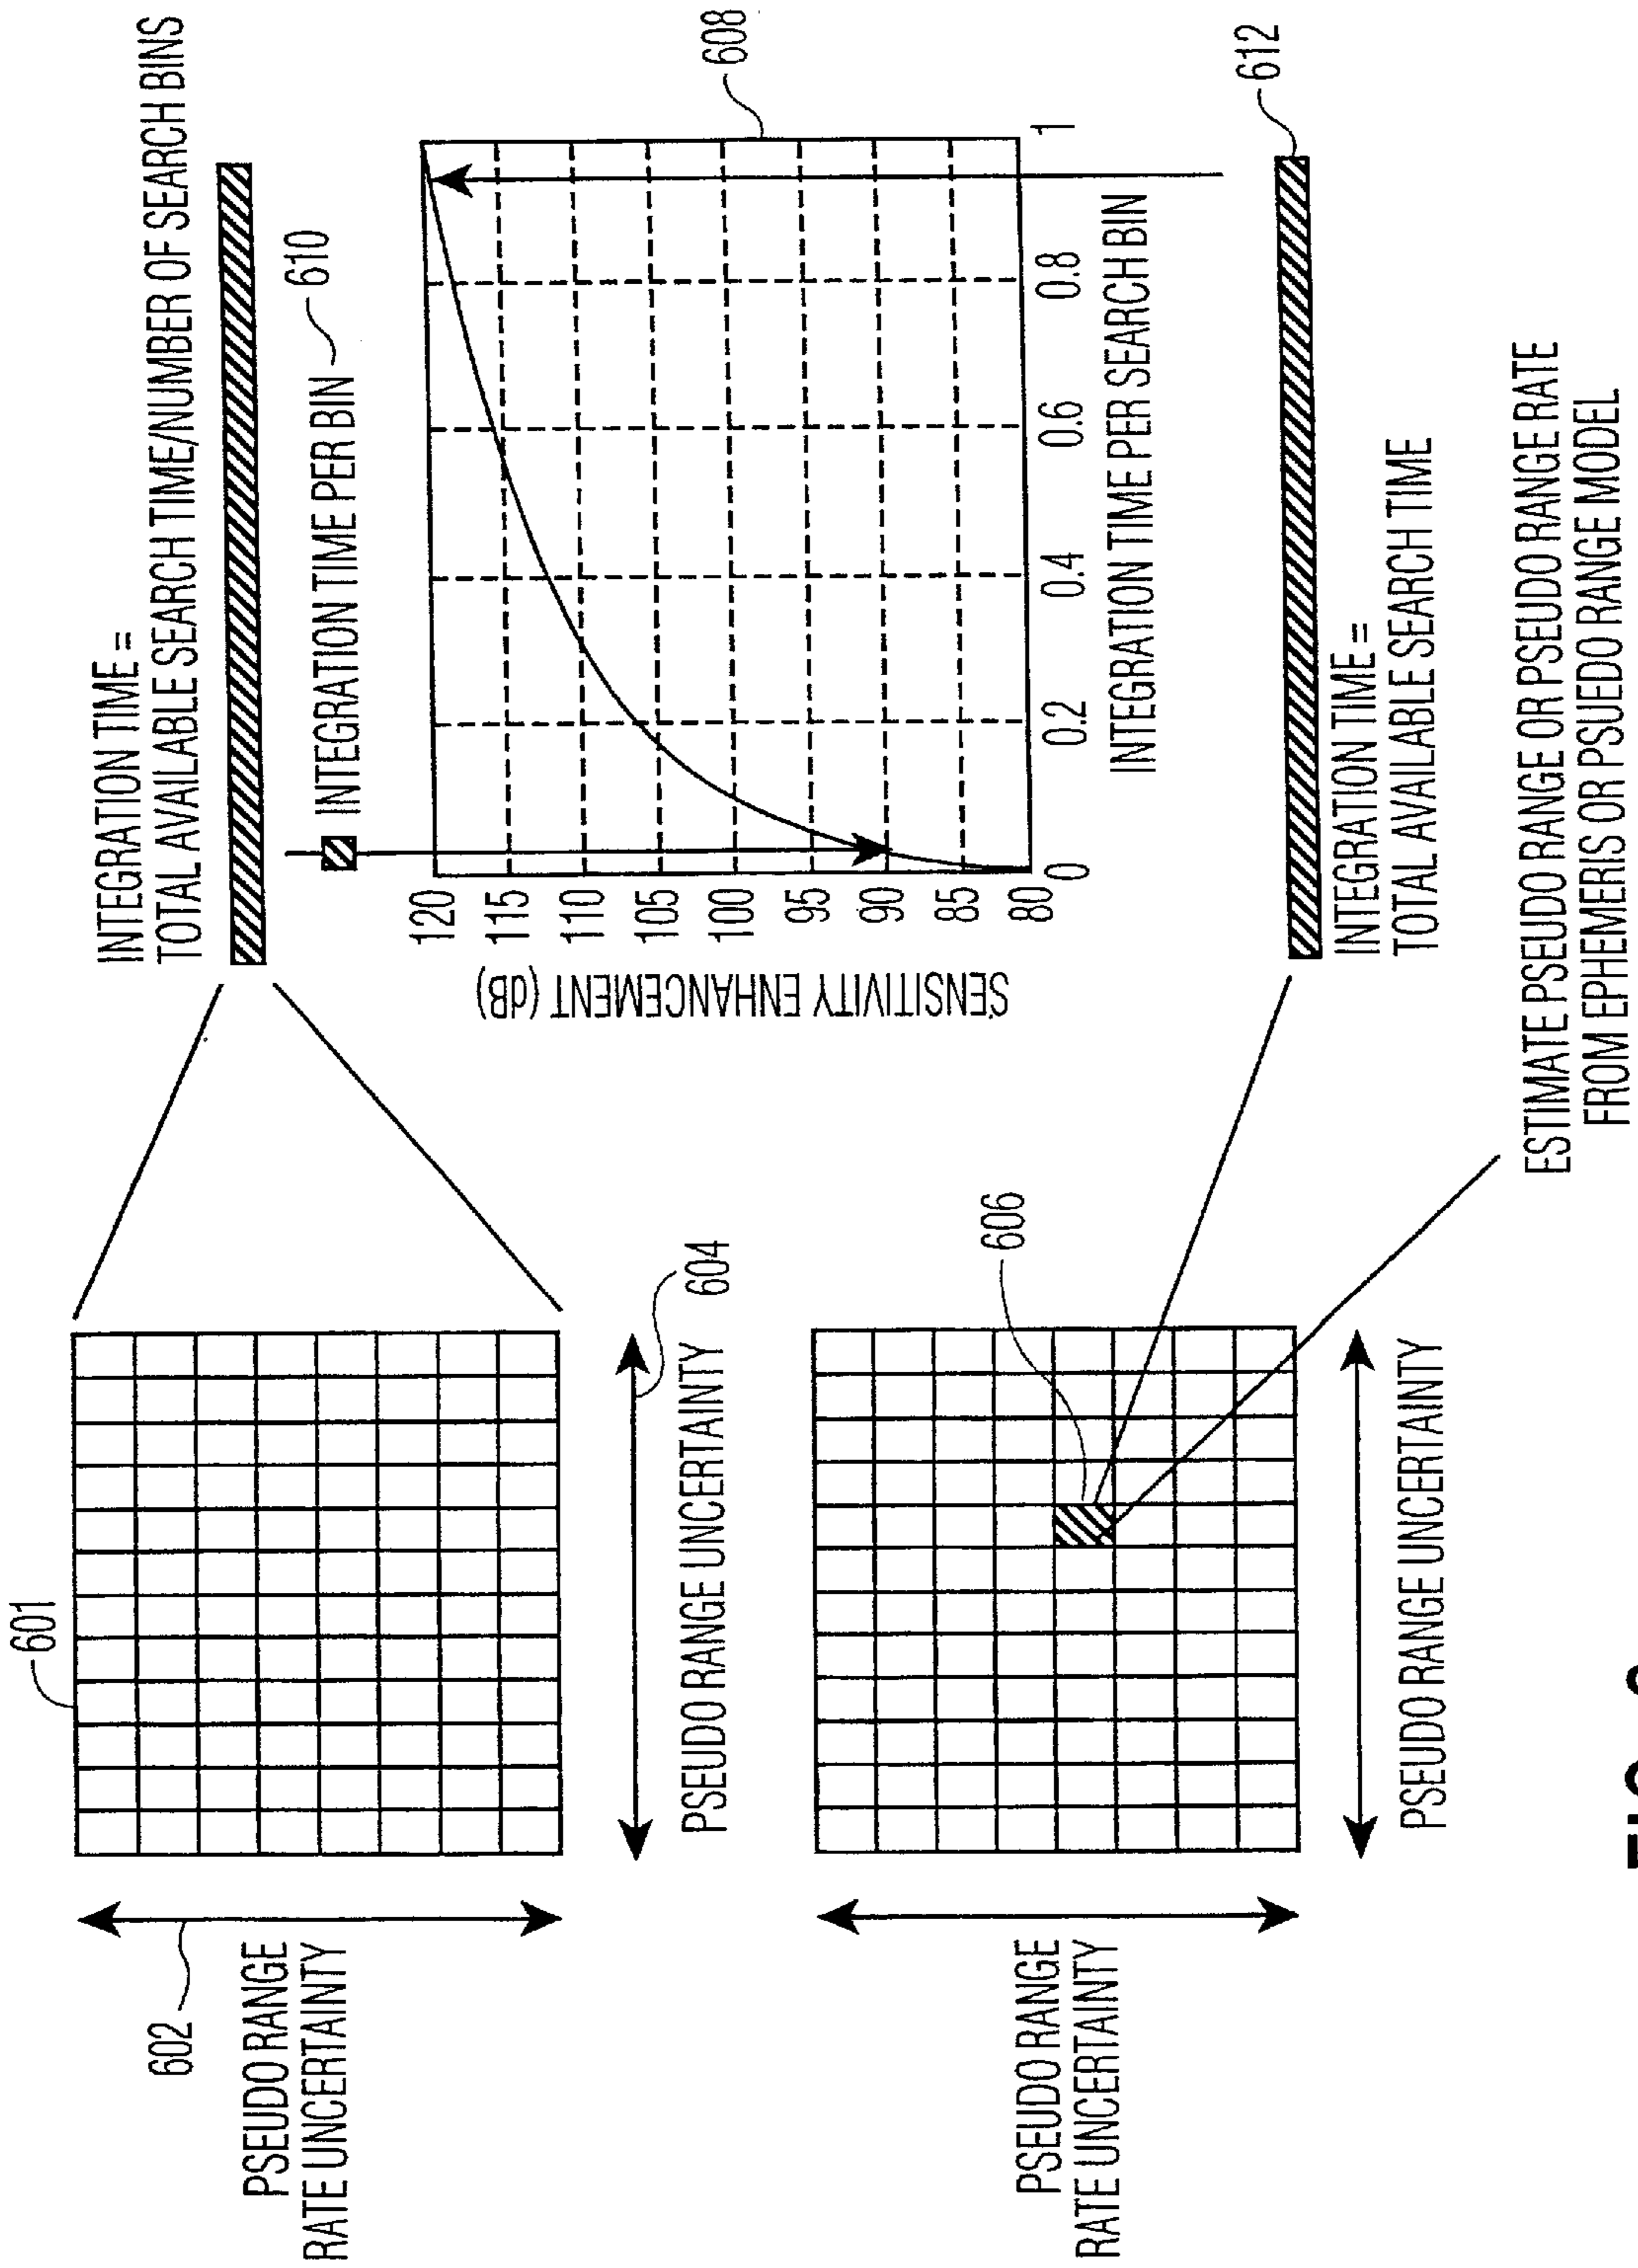 601
602
PSEUDO RANGE
RATE UNCERTAINTY
PSEUDO RANGE UNCERTAINTY
604
INTEGRATION TIME =
TOTAL AVAILABLE SEARCH TIME/NUMBER OF SEARCH BINS
INTEGRATION TIME PER BIN
610
SENSITIVITY ENHANCEMENT (dB)
120
115
110
105
100
95
90
85
80
0
0.2
0.4
0.6
0.8
1
INTEGRATION TIME PER SEARCH BIN
608
612
606
PSEUDO RANGE
RATE UNCERTAINTY
PSEUDO RANGE UNCERTAINTY
INTEGRATION TIME =
TOTAL AVAILABLE SEARCH TIME
ESTIMATE PSEUDO RANGE OR PSEUDO RANGE RATE
FROM EPHEMERIS OR PSUEDO RANGE MODEL